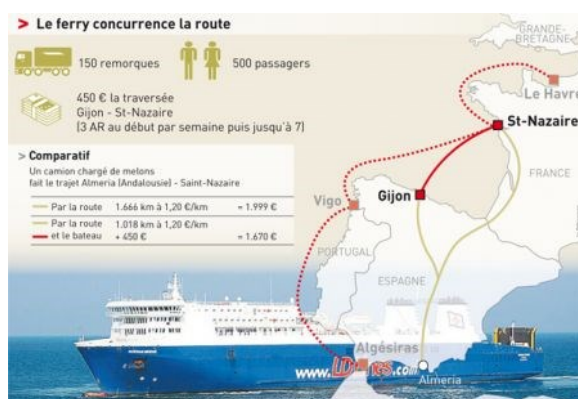 > Le ferry concurrence la route
150 remorques
500 passagers
450 € la traversée
Gijon - St-Nazaire
(3 AR au début par semaine puis jusqu'à 7)
> Comparatif
Un camion chargé de melons
fait le trajet Almeria (Andalousie) - Saint-Nazaire
Par la route 1.666 km à 1,20 €/km = 1.999 €
Par la route 1.018 km à 1,20 €/km
et le bateau + 450 € = 1.670 €
GRANDE-
BRETAGNE
Le Havre
St-Nazaire
FRANCE
Vigo
Gijon
PORTUGAL
ESPAGNE
Algésiras
Almeria